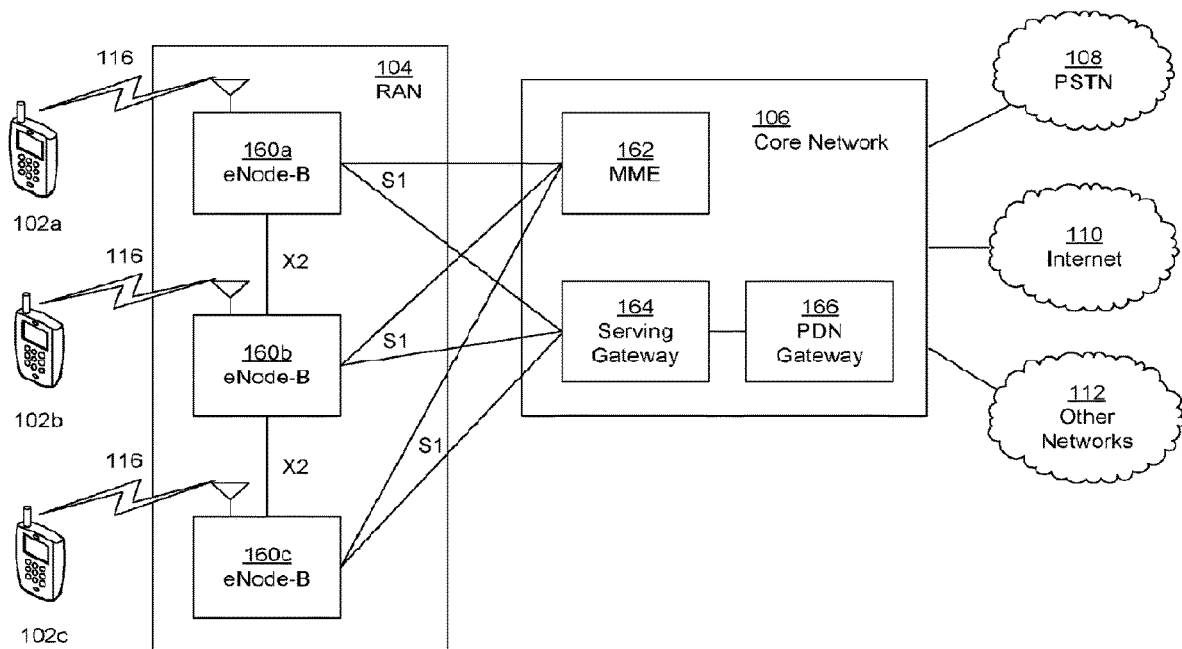 116
104
RAN
108
PSTN
160a
eNode-B
106
Core Network
162
MME
S1
102a
X2
116
110
Internet
160b
eNode-B
164
Serving
Gateway
166
PDN
Gateway
S1
102b
X2
116
S1
112
Other
Networks
160c
eNode-B
102c